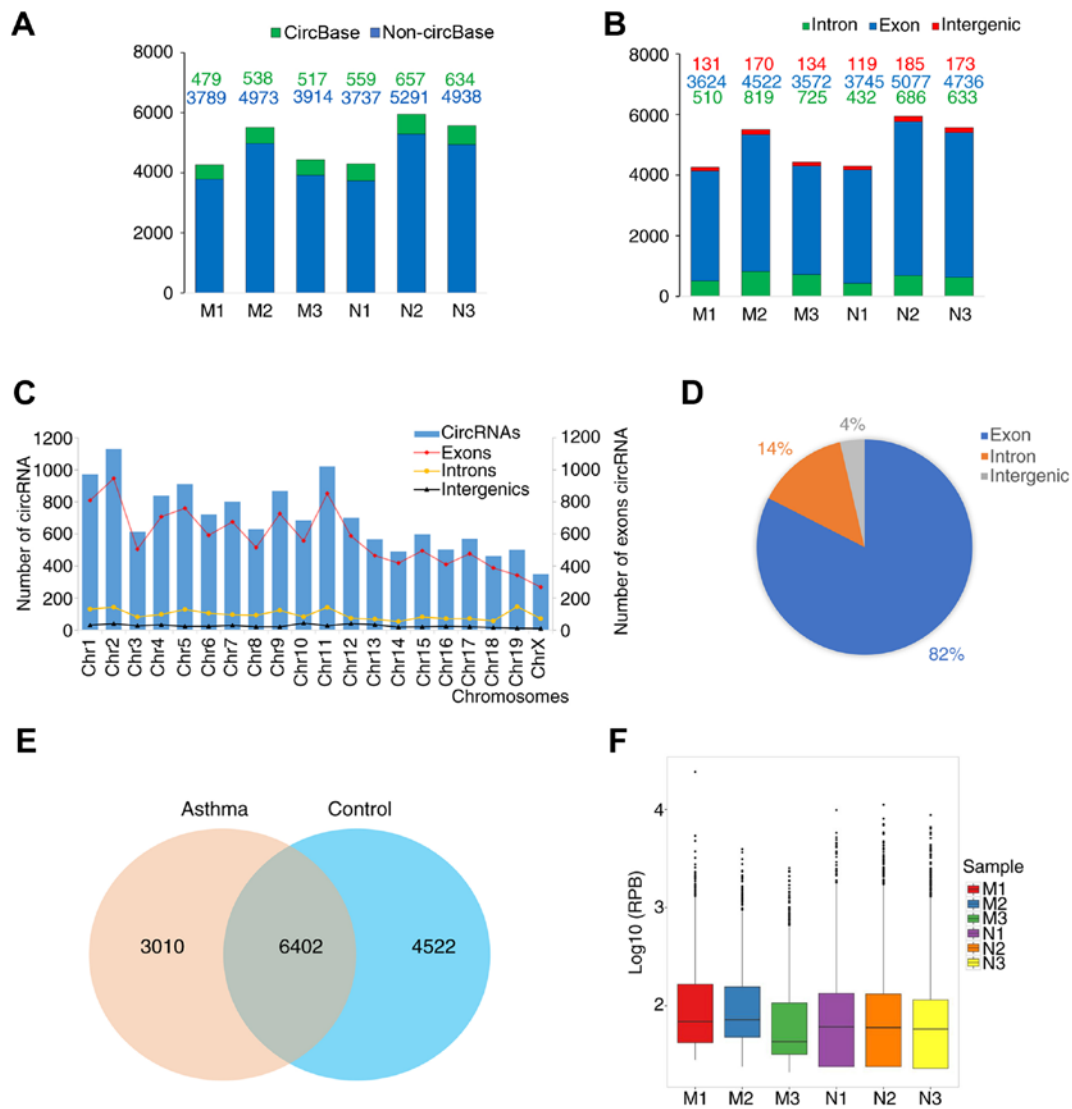 A
CircBase Non-circBase
8000
6000
4000
2000
0
479 538 517 559 657 634
3789 4973 3914 3737 5291 4938
M1 M2 M3 N1 N2 N3
B
Intron Exon Intergenic
8000
6000
4000
2000
0
131 170 134 119 185 173
3624 4522 3572 3745 5077 4736
510 819 725 432 686 633
M1 M2 M3 N1 N2 N3
C
Number of circRNA
1200
1000
800
600
400
200
0
CircRNAs
Exons
Introns
Intergenics
1200
1000
800
600
400
200
0
Number of exons circRNA
Chr1 Chr2 Chr3 Chr4 Chr5 Chr6 Chr7 Chr8 Chr9 Chr10 Chr11 Chr12 Chr13 Chr14 Chr15 Chr16 Chr17 Chr18 Chr19 ChrX
Chromosomes
D
4%
14%
82%
Exon
Intron
Intergenic
E
Asthma Control
3010 6402 4522
F
Log10 (RPB)
4
3
2
M1 M2 M3 N1 N2 N3
Sample
M1
M2
M3
N1
N2
N3